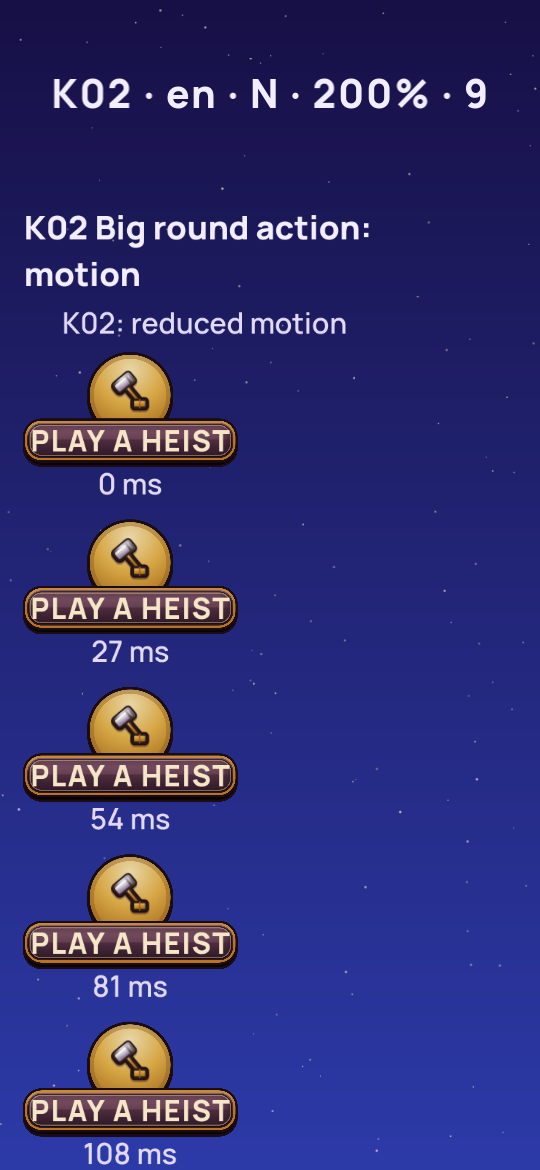 K02 · en · N · 200% · 9
K02 Big round action:
motion
K02: reduced motion
PLAY A HEIST
0 ms
PLAY A HEIST
27 ms
PLAY A HEIST
54 ms
PLAY A HEIST
81 ms
PLAY A HEIST
108 ms